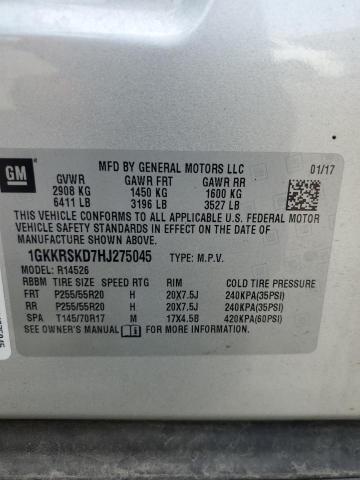 GM
MFD BY GENERAL MOTORS LLC 01/17
GVWR GAWR FRT GAWR RR
2908 KG 1450 KG 1600 KG
6411 LB 3196 LB 3527 LB
THIS VEHICLE CONFORMS TO ALL APPLICABLE U.S. FEDERAL MOTOR
VEHICLE SAFETY STANDARDS IN EFFECT ON THE DATE OF
MANUFACTURE SHOWN ABOVE.
1GKKRSKD7HJ275045 TYPE: M.P.V.
MODEL: R14526
RBBM TIRE SIZE SPEED RTG RIM COLD TIRE PRESSURE
FRT P255/55R20 H 20X7.5J 240KPA(35PSI)
RR P255/55R20 H 20X7.5J 240KPA(35PSI)
SPA T145/70R17 M 17X4.5B 420KPA(60PSI)
SEE OWNER'S MANUAL FOR MORE INFORMATION.